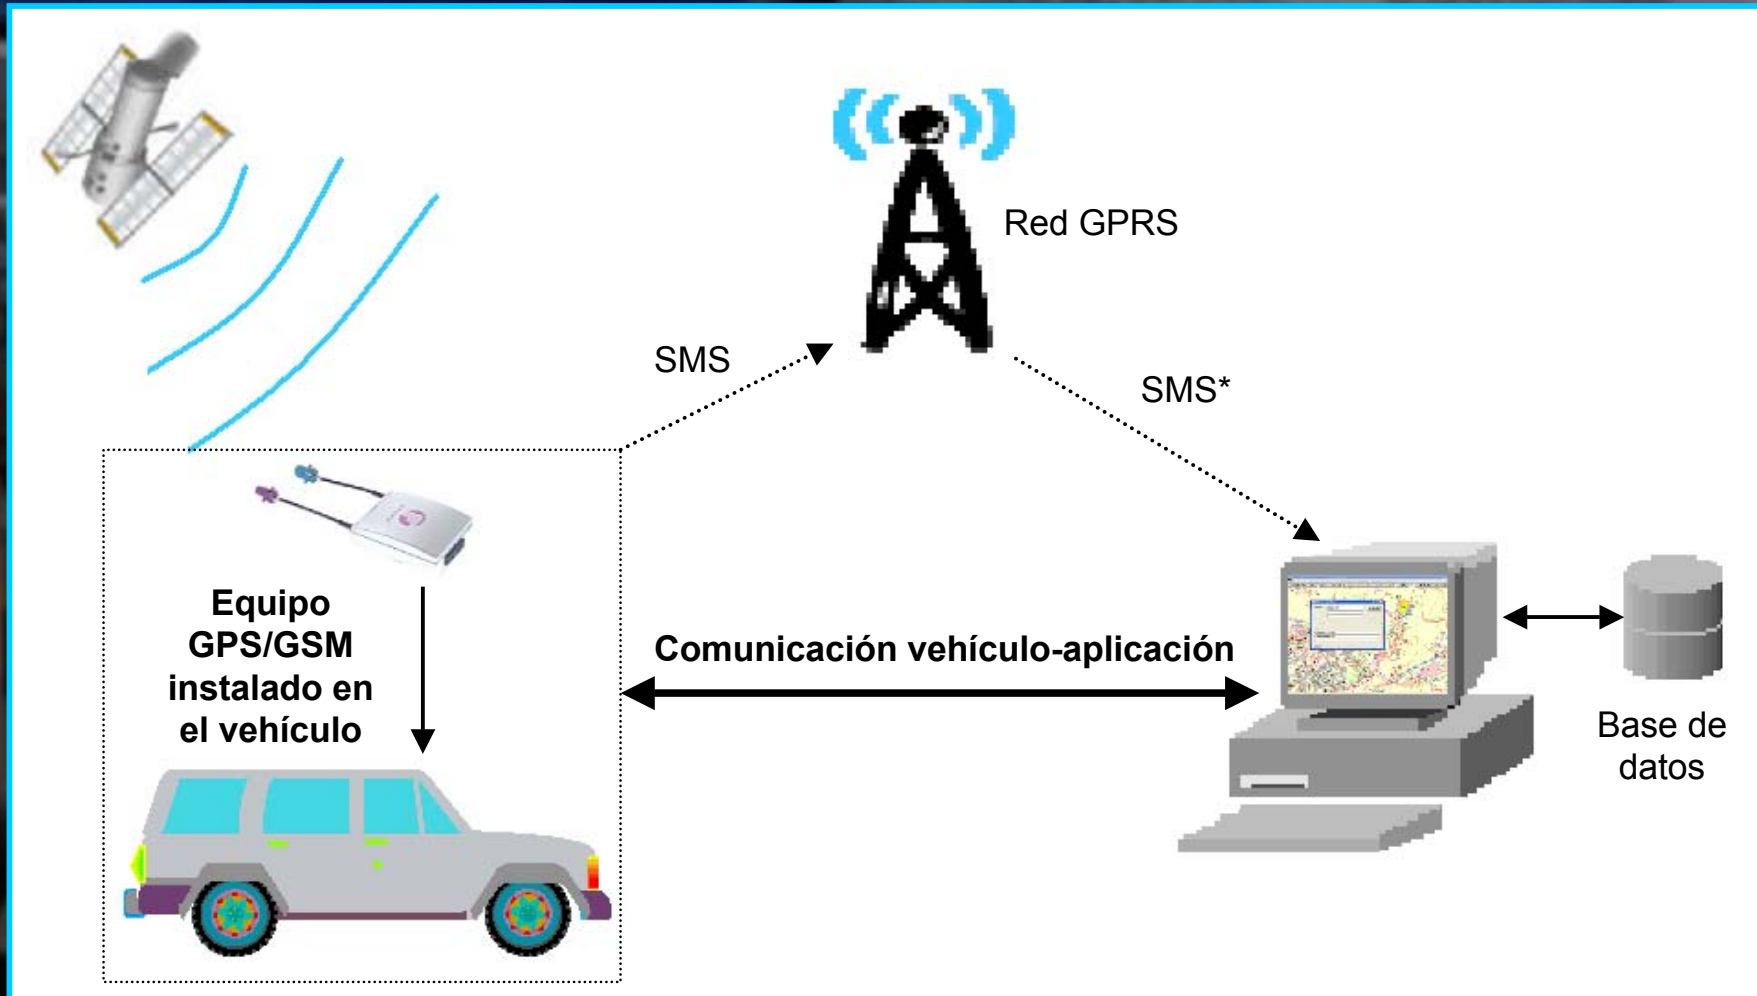 Red GPRS
SMS
SMS*
Equipo
GPS/GSM
instalado en
el vehículo
Comunicación vehículo-aplicación
Base de
datos